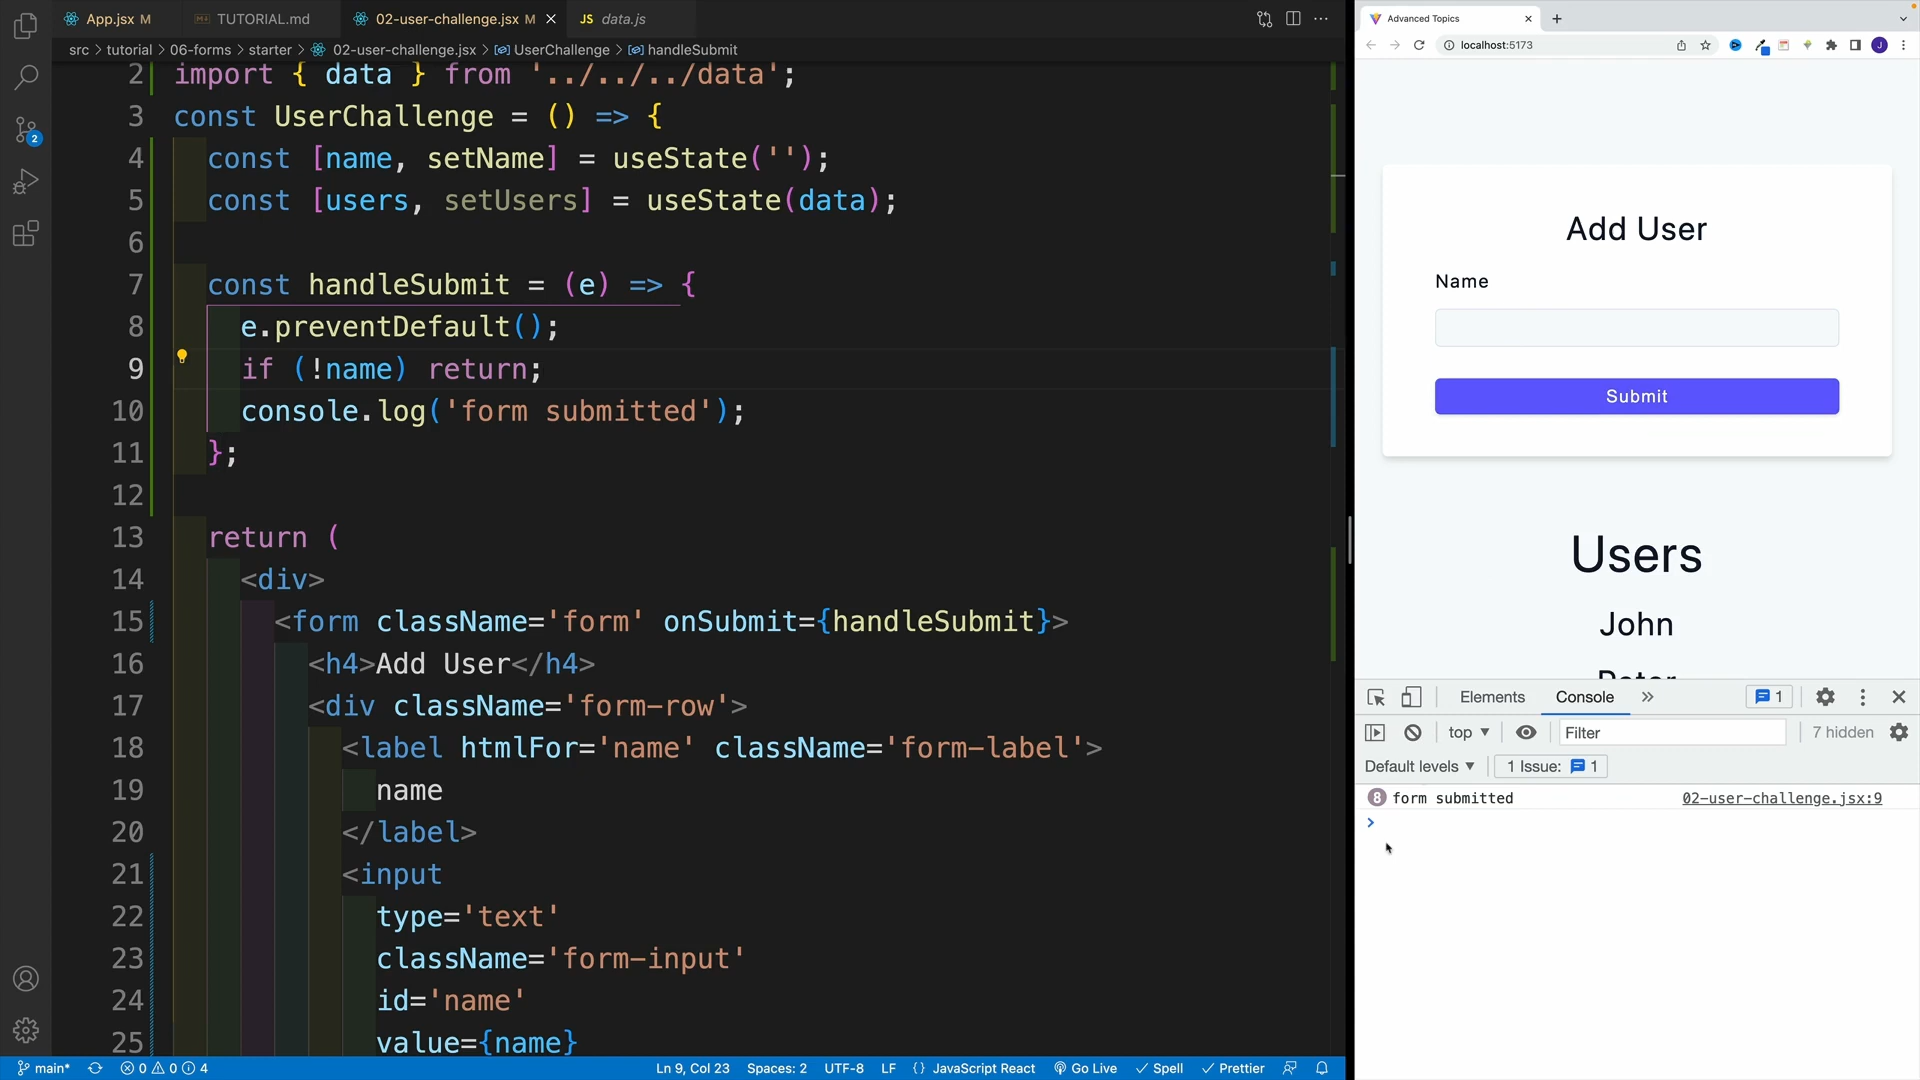 App.jsx M
TUTORIAL.md
02-user-challenge.jsx M
JS data.js
src > tutorial > 06-forms > starter > 02-user-challenge.jsx > UserChallenge > handleSubmit
2 import { data } from '../../../data';
3 const UserChallenge = () => {
4 const [name, setName] = useState('');
5 const [users, setUsers] = useState(data);
6
7 const handleSubmit = (e) => {
8 e.preventDefault();
9 if (!name) return;
10 console.log('form submitted');
11 };
12
13 return (
14 <div>
15 <form className='form' onSubmit={handleSubmit}>
16 <h4>Add User</h4>
17 <div className='form-row'>
18 <label htmlFor='name' className='form-label'>
19 name
20 </label>
21 <input
22 type='text'
23 className='form-input'
24 id='name'
25 value={name}
2
main* 0 0 4
Ln 9, Col 23 Spaces: 2 UTF-8 LF {} JavaScript React Go Live Spell Prettier
Advanced Topics
localhost:5173
J
Add User
Name
Submit
Users
John
Peter
Elements Console » 1
top Filter 7 hidden
Default levels 1 Issue: 1
8 form submitted 02-user-challenge.jsx:9
>